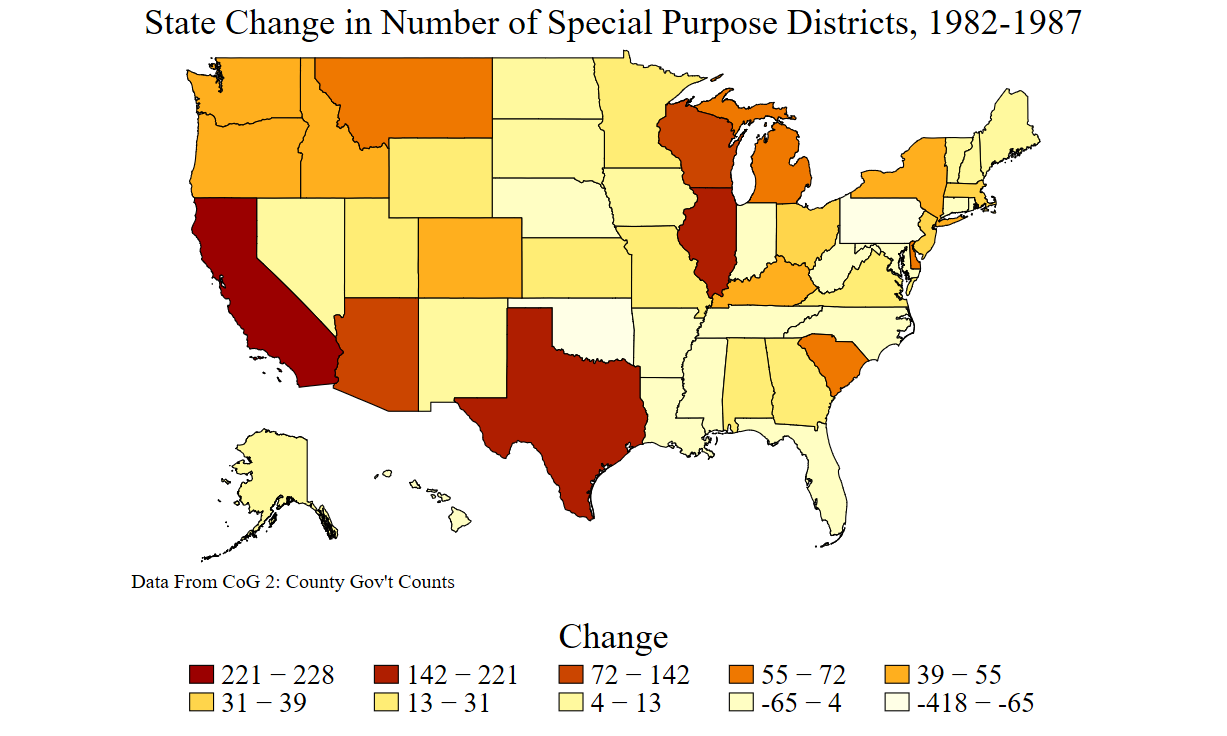 State Change in Number of Special Purpose Districts, 1982-1987
Data From CoG 2: County Gov't Counts
Change
221 − 228 142 − 221 72 − 142 55 − 72 39 − 55
31 − 39 13 − 31 4 − 13 -65 − 4 -418 − -65